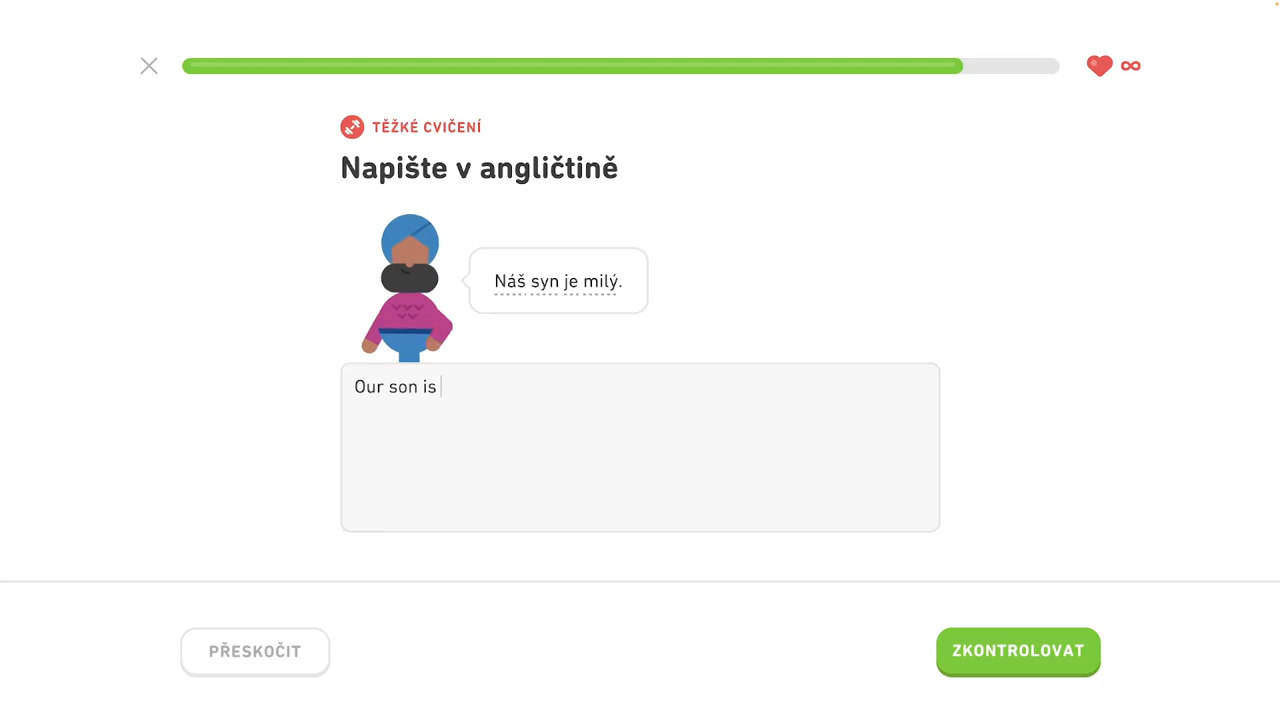 ∞
TĚŽKÉ CVIČENÍ
Napište v angličtině
Náš syn je milý.
Our son is
PŘESKOČIT
ZKONTROLOVAT